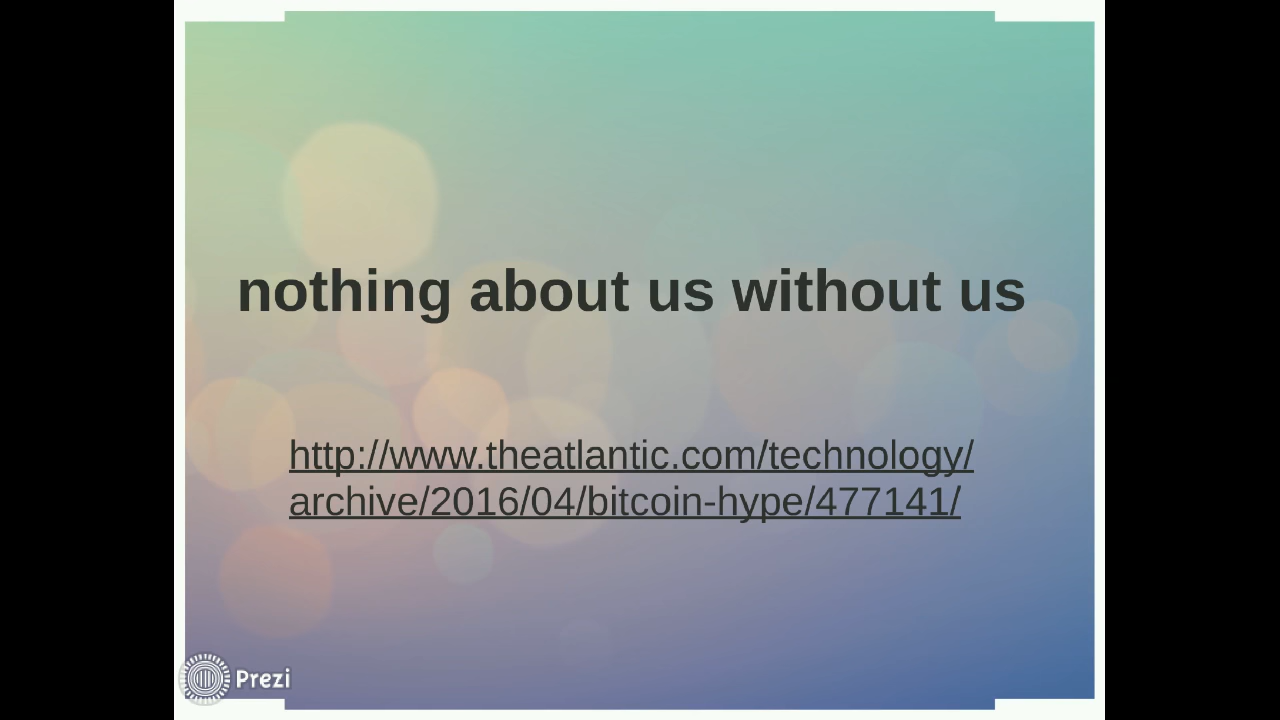 nothing about us without us
http://www.theatlantic.com/technology/
archive/2016/04/bitcoin-hype/477141/
Prezi